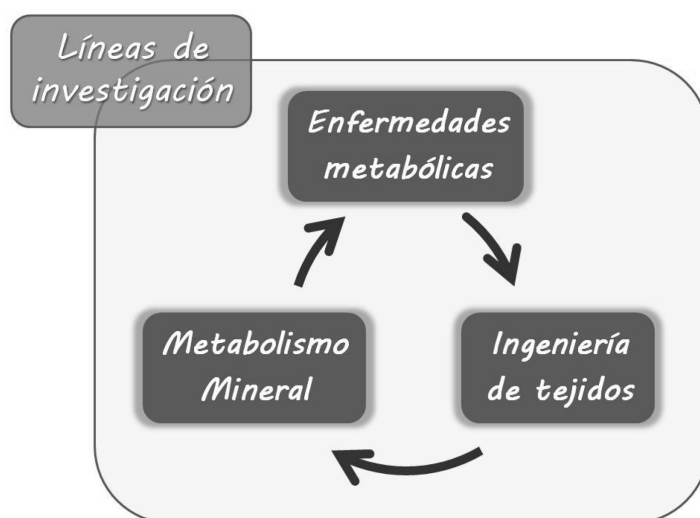 Líneas de
investigación
Enfermedades
metabólicas
Metabolismo
Mineral
Ingeniería
de tejidos